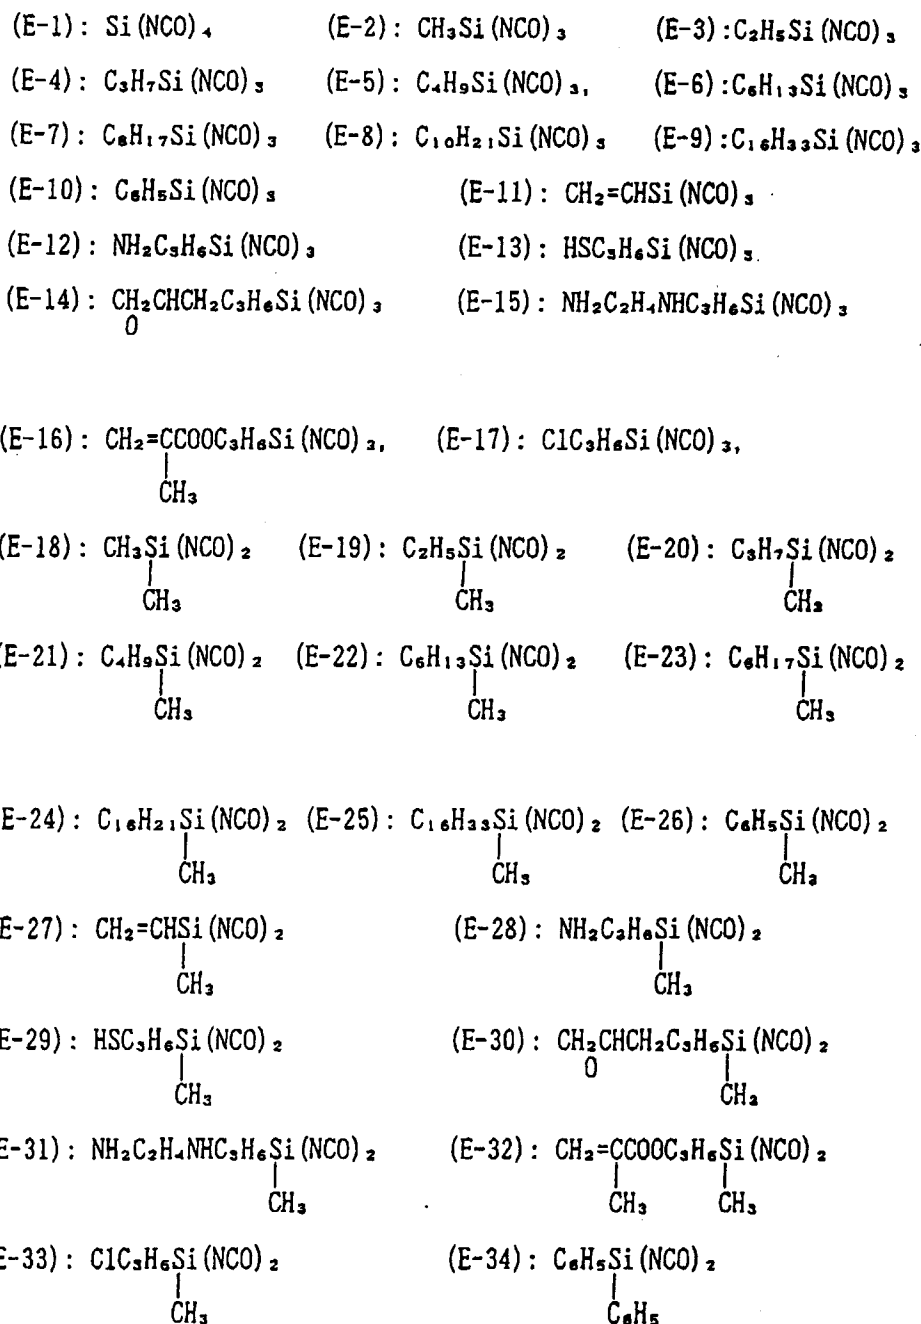 (E-1): Si(NCO)₄ (E-2): CH₃Si(NCO)₃ (E-3):C₂H₅Si(NCO)₃
(E-4): C₃H₇Si(NCO)₃ (E-5): C₄H₉Si(NCO)₃, (E-6):C₆H₁₃Si(NCO)₃
(E-7): C₈H₁₇Si(NCO)₃ (E-8): C₁₀H₂₁Si(NCO)₃ (E-9):C₁₆H₃₃Si(NCO)₃
(E-10): C₆H₅Si(NCO)₃ (E-11): CH₂=CHSi(NCO)₃
(E-12): NH₂C₃H₆Si(NCO)₃ (E-13): HSC₃H₆Si(NCO)₃.
(E-14): CH₂CHCH₂C₃H₆Si(NCO)₃ (E-15): NH₂C₂H₄NHC₃H₆Si(NCO)₃
O
(E-16): CH₂=CCOOC₃H₆Si(NCO)₃, (E-17): ClC₃H₆Si(NCO)₃,
CH₃
(E-18): CH₃Si(NCO)₂ (E-19): C₂H₅Si(NCO)₂ (E-20): C₃H₇Si(NCO)₂
CH₃ CH₃ CH₃
(E-21): C₄H₉Si(NCO)₂ (E-22): C₆H₁₃Si(NCO)₂ (E-23): C₆H₁₇Si(NCO)₂
CH₃ CH₃ CH₃
E-24): C₁₆H₂₁Si(NCO)₂ (E-25): C₁₆H₃₃Si(NCO)₂ (E-26): C₆H₅Si(NCO)₂
CH₃ CH₃ CH₃
E-27): CH₂=CHSi(NCO)₂ (E-28): NH₂C₃H₆Si(NCO)₂
CH₃ CH₃
E-29): HSC₃H₆Si(NCO)₂ (E-30): CH₂CHCH₂C₃H₆Si(NCO)₂
O
CH₃ CH₃
E-31): NH₂C₂H₄NHC₃H₆Si(NCO)₂ (E-32): CH₂=CCOOC₃H₆Si(NCO)₂
CH₃ CH₃ CH₃
E-33): ClC₃H₆Si(NCO)₂ (E-34): C₆H₅Si(NCO)₂
CH₃ C₆H₅